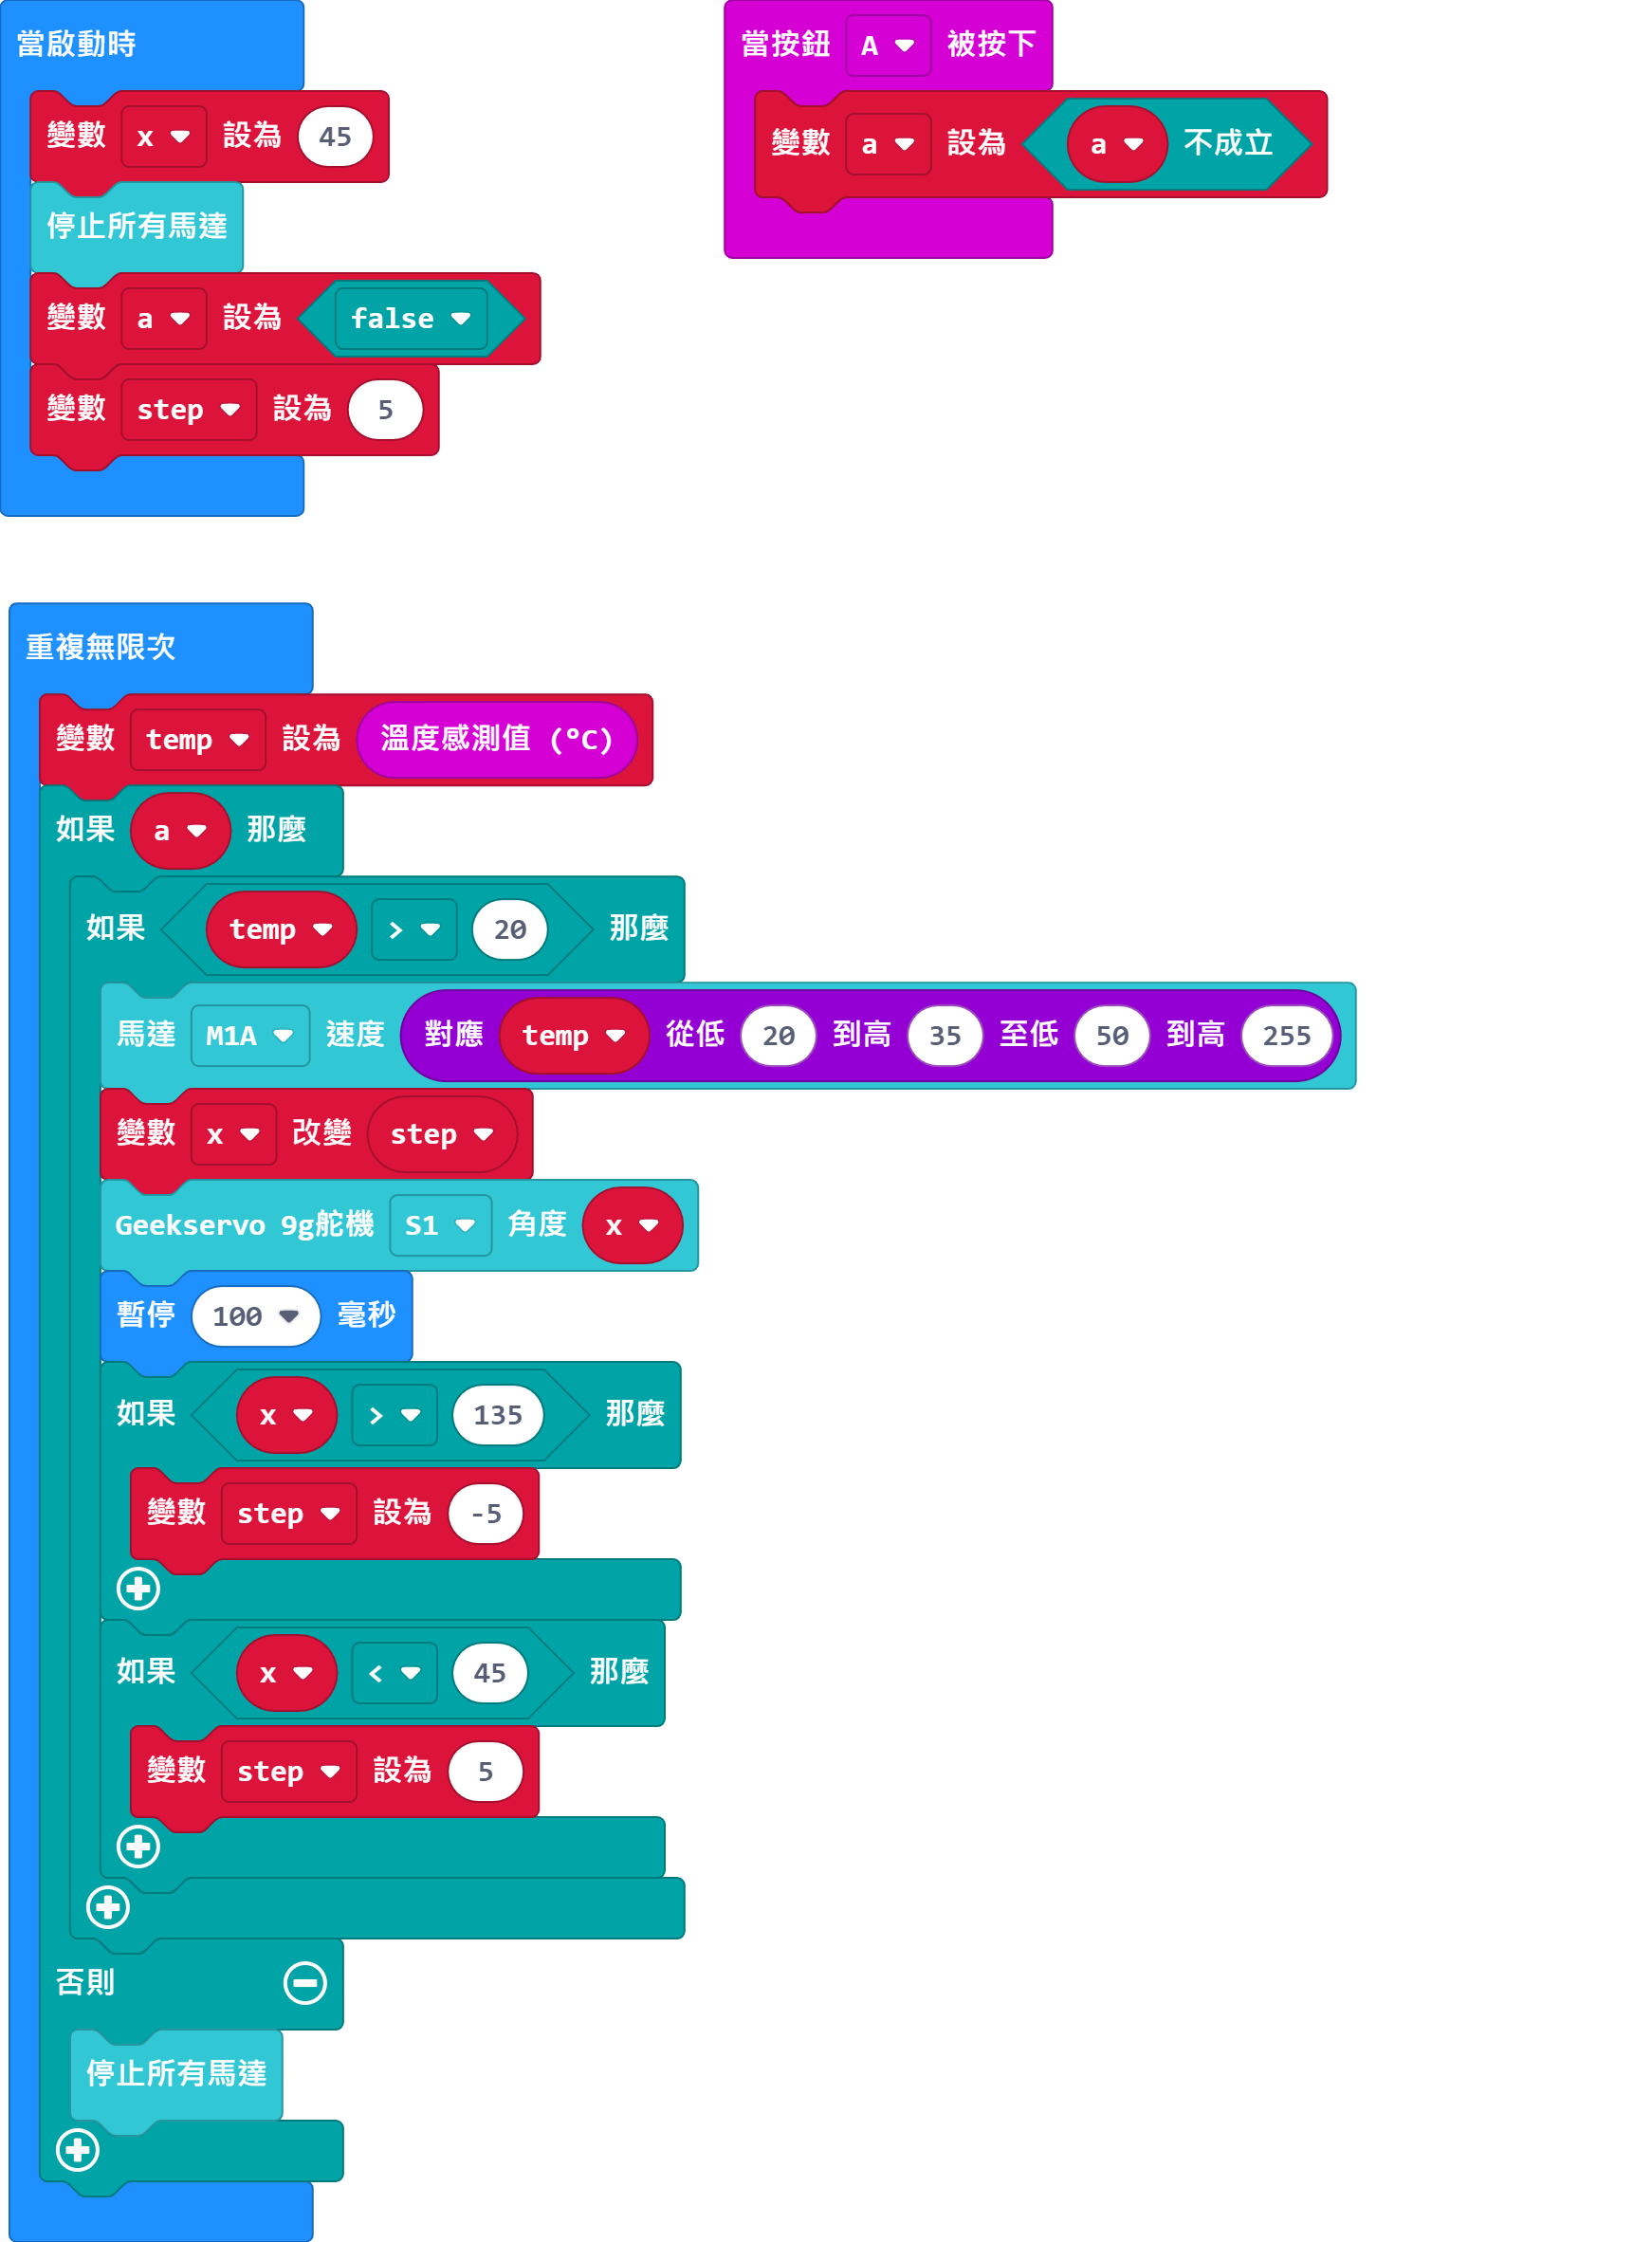 當啟動時
變數 x 設為 45
停止所有馬達
變數 a 設為 false
變數 step 設為 5
當按鈕 A 被按下
變數 a 設為 a 不成立
重複無限次
變數 temp 設為 溫度感測值 (°C)
如果 a 那麼
如果 temp > 20 那麼
馬達 M1A 速度 對應 temp 從低 20 到高 35 至低 50 到高 255
變數 x 改變 step
Geekservo 9g舵機 S1 角度 x
暫停 100 毫秒
如果 x > 135 那麼
變數 step 設為 -5
如果 x < 45 那麼
變數 step 設為 5
否則
停止所有馬達